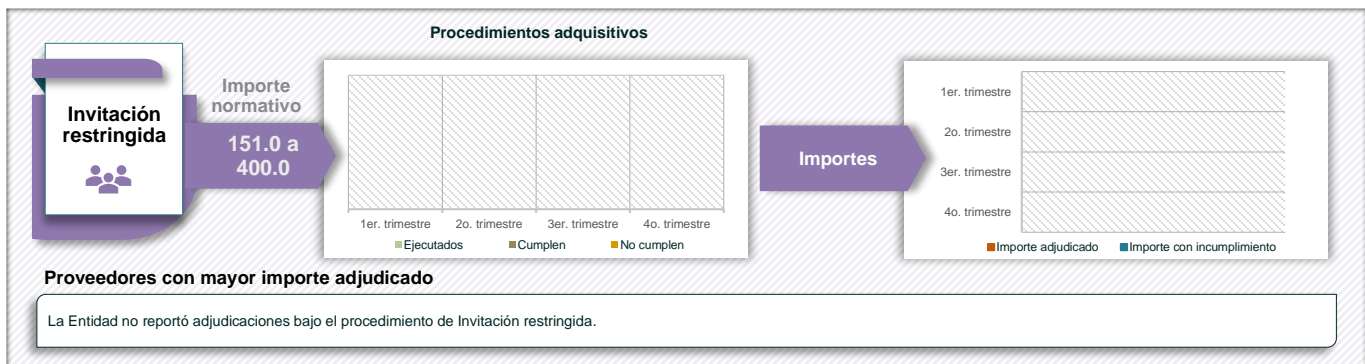 Procedimientos adquisitivos
Invitación
restringida
Importe
normativo
151.0 a
400.0
1er. trimestre 2o. trimestre 3er. trimestre 4o. trimestre
Ejecutados Cumplen No cumplen
Importes
1er. trimestre
2o. trimestre
3er. trimestre
4o. trimestre
Importe adjudicado Importe con incumplimiento
Proveedores con mayor importe adjudicado
La Entidad no reportó adjudicaciones bajo el procedimiento de Invitación restringida.